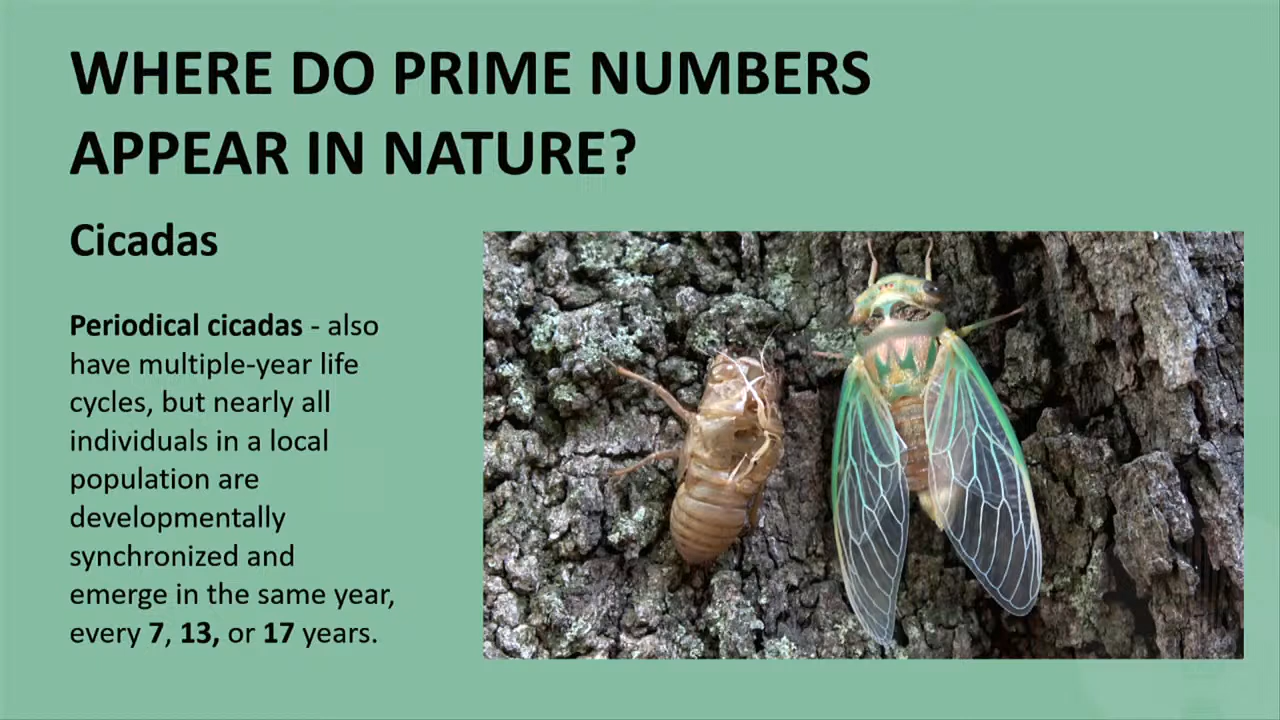 WHERE DO PRIME NUMBERS
APPEAR IN NATURE?
Cicadas
Periodical cicadas - also
have multiple-year life
cycles, but nearly all
individuals in a local
population are
developmentally
synchronized and
emerge in the same year,
every 7, 13, or 17 years.